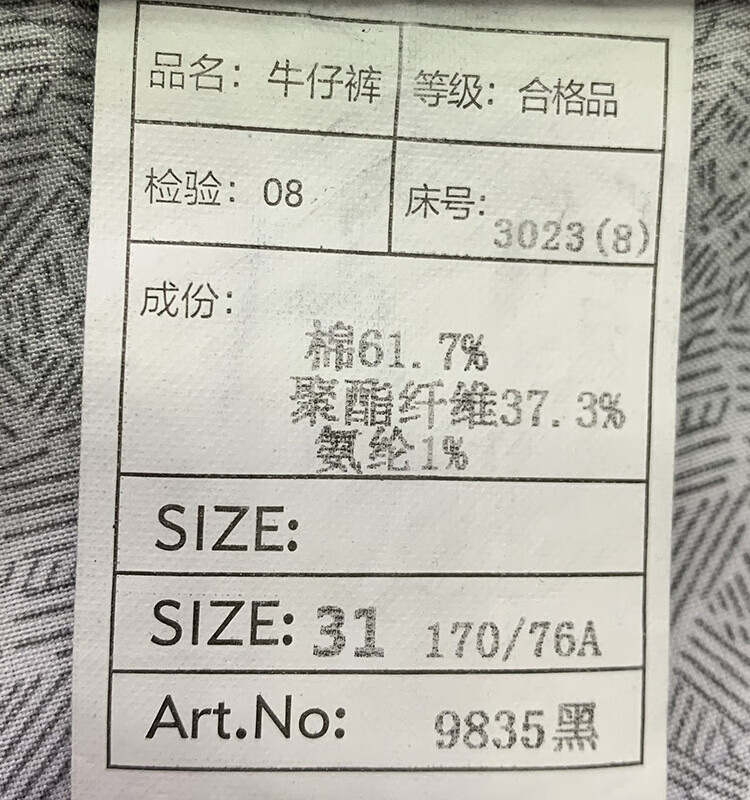 品名：牛仔裤 等级：合格品
检验：08 床号：3023(8)
成份：
棉61.7%
聚酯纤维37.3%
氨纶1%
SIZE:
SIZE: 31 170/76A
Art.No: 9835黑